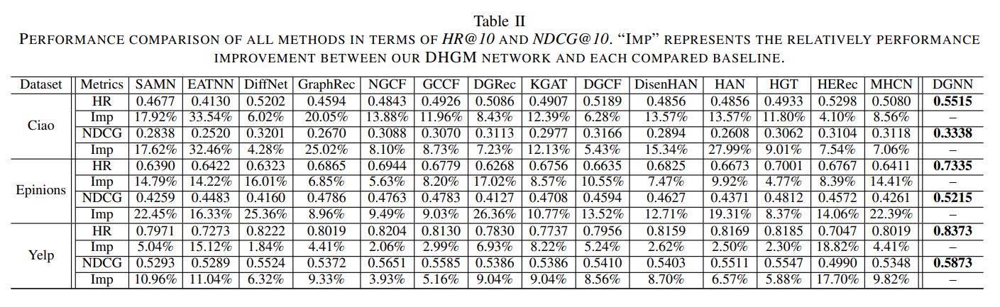 Table II
PERFORMANCE COMPARISON OF ALL METHODS IN TERMS OF HR@10 AND NDCG@10. “IMP” REPRESENTS THE RELATIVELY PERFORMANCE
IMPROVEMENT BETWEEN OUR DHGM NETWORK AND EACH COMPARED BASELINE.
Dataset Metrics SAMN EATNN DiffNet GraphRec NGCF GCCF DGRec KGAT DGCF DisenHAN HAN HGT HERec MHCN DGNN
Ciao
HR 0.4677 0.4130 0.5202 0.4594 0.4843 0.4926 0.5086 0.4907 0.5189 0.4856 0.4856 0.4933 0.5298 0.5080 0.5515
Imp 17.92% 33.54% 6.02% 20.05% 13.88% 11.96% 8.43% 12.39% 6.28% 13.57% 13.57% 11.80% 4.10% 8.56% –
NDCG 0.2838 0.2520 0.3201 0.2670 0.3088 0.3070 0.3113 0.2977 0.3166 0.2894 0.2608 0.3062 0.3104 0.3118 0.3338
Imp 17.62% 32.46% 4.28% 25.02% 8.10% 8.73% 7.23% 12.13% 5.43% 15.34% 27.99% 9.01% 7.54% 7.06% –
Epinions
HR 0.6390 0.6422 0.6323 0.6865 0.6944 0.6779 0.6268 0.6756 0.6635 0.6825 0.6673 0.7001 0.6767 0.6411 0.7335
Imp 14.79% 14.22% 16.01% 6.85% 5.63% 8.20% 17.02% 8.57% 10.55% 7.47% 9.92% 4.77% 8.39% 14.41% –
NDCG 0.4259 0.4483 0.4160 0.4786 0.4763 0.4783 0.4127 0.4708 0.4594 0.4627 0.4371 0.4812 0.4572 0.4261 0.5215
Imp 22.45% 16.33% 25.36% 8.96% 9.49% 9.03% 26.36% 10.77% 13.52% 12.71% 19.31% 8.37% 14.06% 22.39% –
Yelp
HR 0.7971 0.7273 0.8222 0.8019 0.8204 0.8130 0.7830 0.7737 0.7956 0.8159 0.8169 0.8185 0.7047 0.8019 0.8373
Imp 5.04% 15.12% 1.84% 4.41% 2.06% 2.99% 6.93% 8.22% 5.24% 2.62% 2.50% 2.30% 18.82% 4.41% –
NDCG 0.5293 0.5289 0.5524 0.5372 0.5651 0.5585 0.5386 0.5386 0.5410 0.5403 0.5511 0.5547 0.4990 0.5348 0.5873
Imp 10.96% 11.04% 6.32% 9.33% 3.93% 5.16% 9.04% 9.04% 8.56% 8.70% 6.57% 5.88% 17.70% 9.82% –